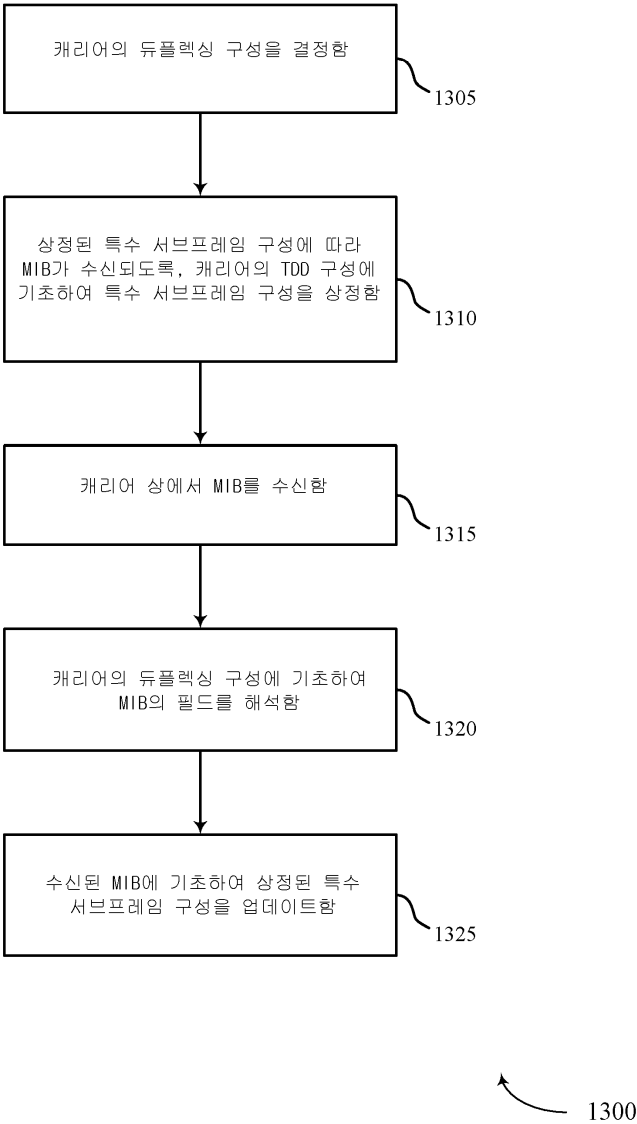 캐리어의 듀플렉싱 구성을 결정함
1305
상정된 특수 서브프레임 구성에 따라
MIB가 수신되도록, 캐리어의 TDD 구성에
기초하여 특수 서브프레임 구성을 상정함
1310
캐리어 상에서 MIB를 수신함
1315
캐리어의 듀플렉싱 구성에 기초하여
MIB의 필드를 해석함
1320
수신된 MIB에 기초하여 상정된 특수
서브프레임 구성을 업데이트함
1325
1300